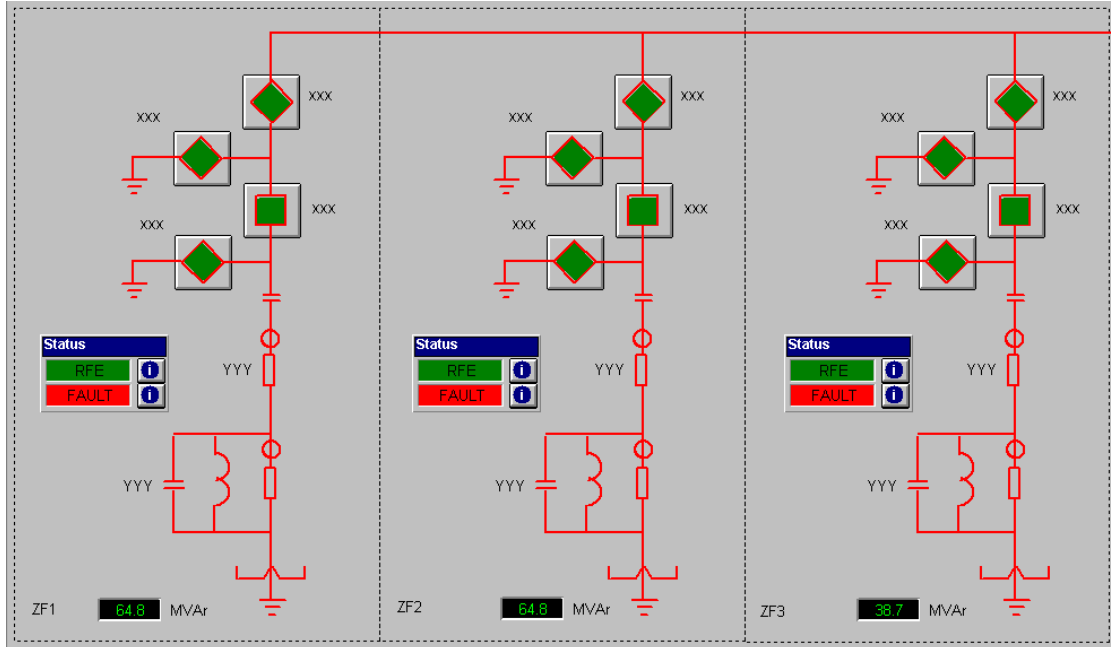 XXX
XXX
XXX
XXX
Status
RFE
FAULT
YYY
YYY
ZF1 64.8 MVAr
XXX
XXX
XXX
XXX
Status
RFE
FAULT
YYY
YYY
ZF2 64.8 MVAr
XXX
XXX
XXX
XXX
Status
RFE
FAULT
YYY
YYY
ZF3 38.7 MVAr